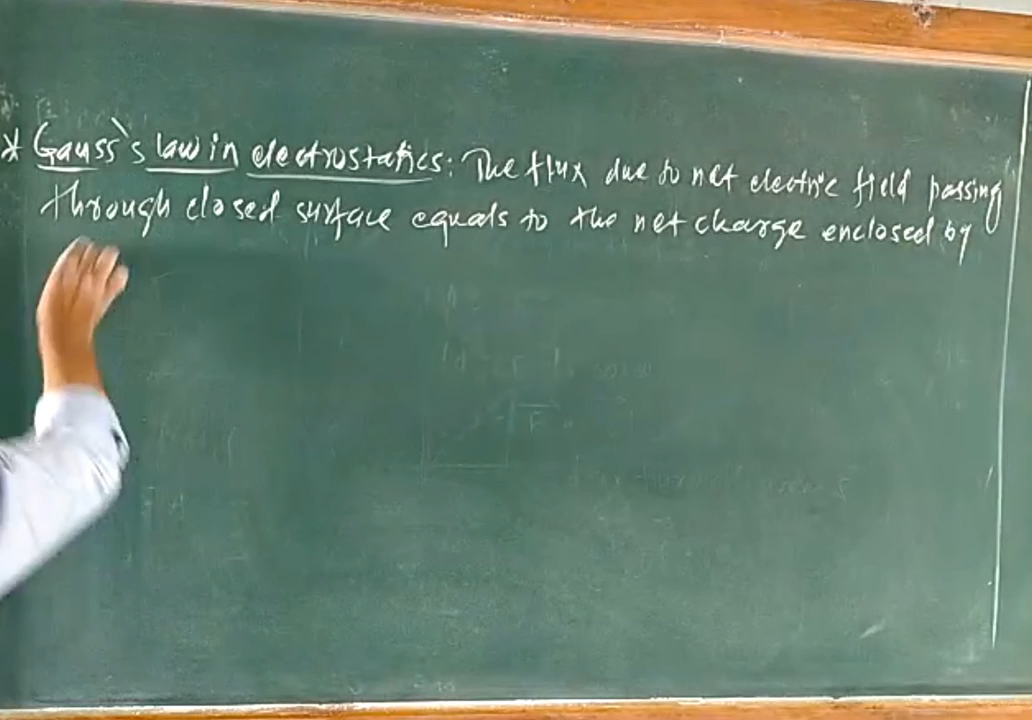 * Gauss's law in electrostatics: The flux due to net electric field passing
through closed surface equals to the net charge enclosed by